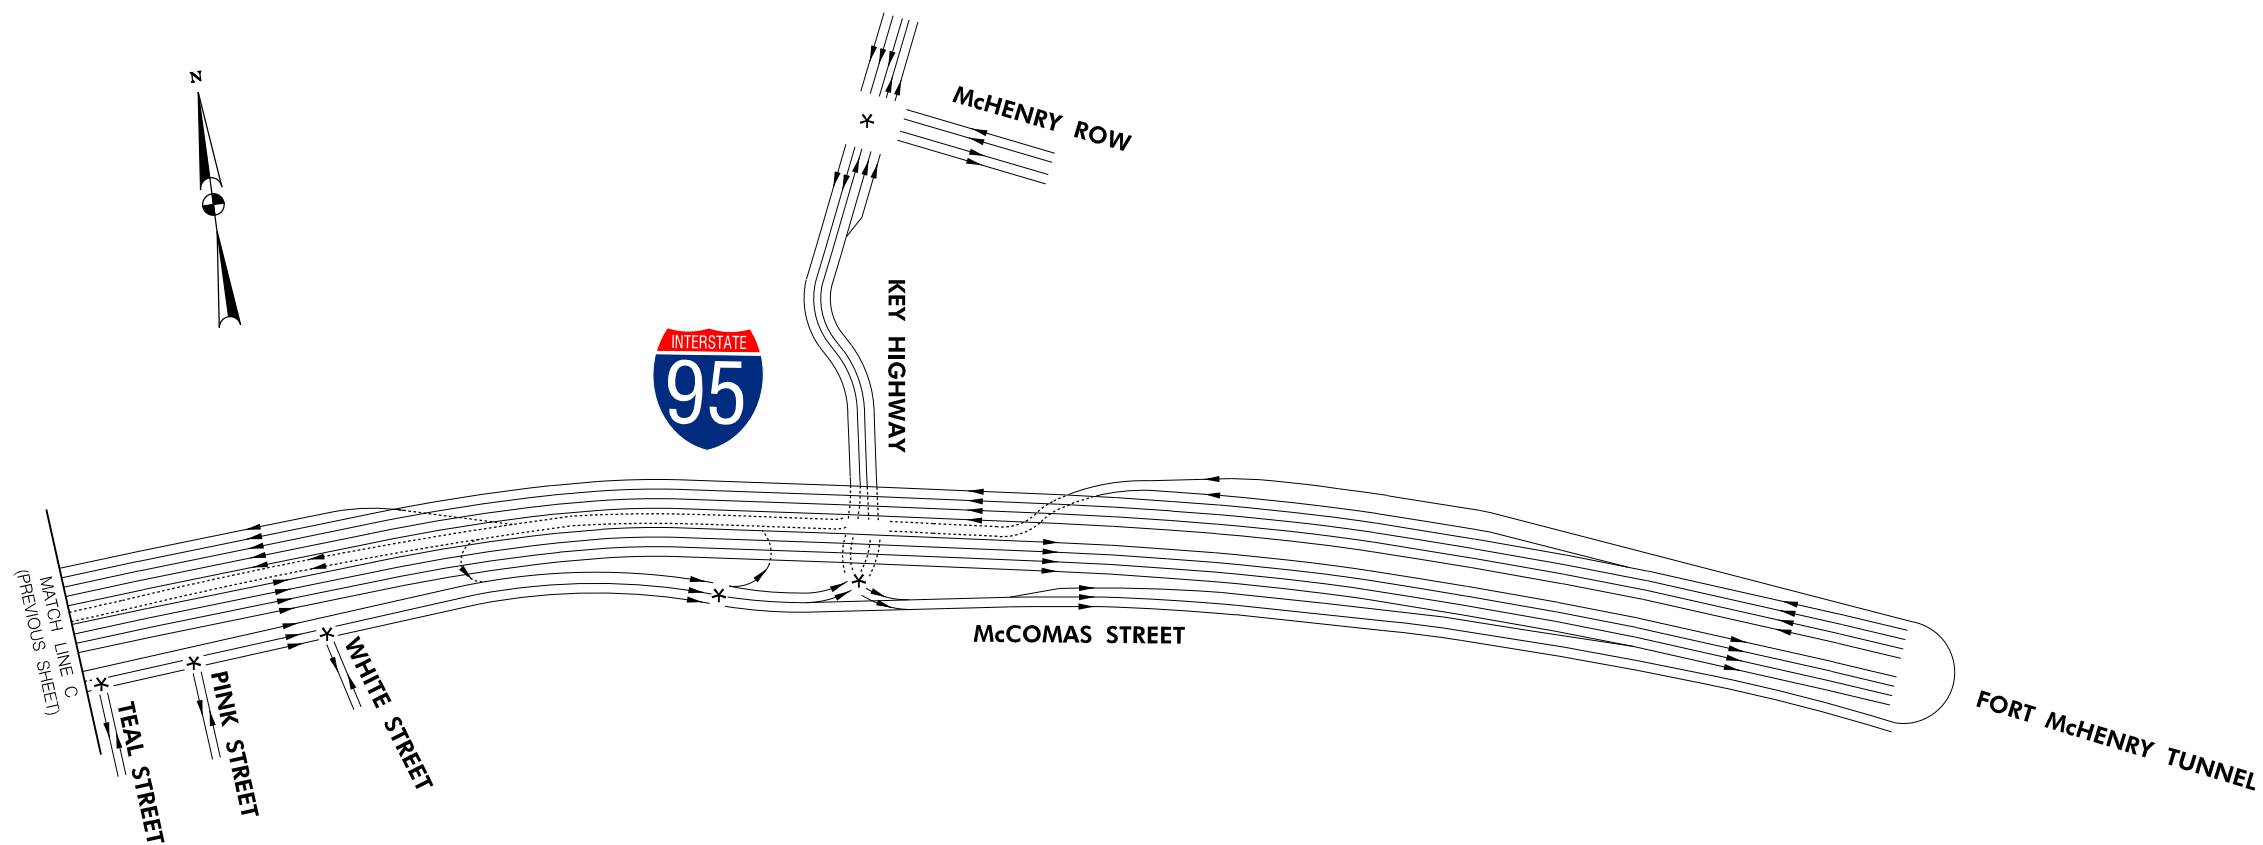 N
McHENRY ROW
KEY HIGHWAY
INTERSTATE
95
MATCH LINE C
(PREVIOUS SHEET)
TEAL STREET
PINK STREET
WHITE STREET
McCOMAS STREET
FORT McHENRY TUNNEL